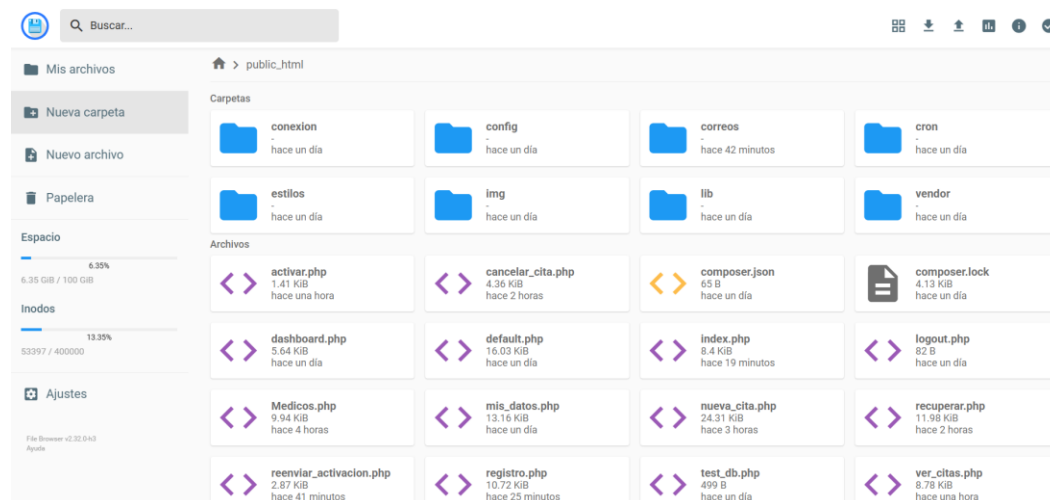 Buscar...
Mis archivos
Nueva carpeta
Nuevo archivo
Papelera
Espacio
6.35%
6.35 GiB / 100 GiB
Inodos
13.35%
53397 / 400000
Ajustes
File Browser v2.32.0-h3
Ayuda
> public_html
Carpetas
conexion
-
hace un día
config
-
hace un día
correos
-
hace 42 minutos
cron
-
hace un día
estilos
-
hace un día
img
-
hace un día
lib
-
hace un día
vendor
-
hace un día
Archivos
activar.php
1.41 KiB
hace una hora
cancelar_cita.php
4.36 KiB
hace 2 horas
composer.json
65 B
hace un día
composer.lock
4.13 KiB
hace un día
dashboard.php
5.64 KiB
hace un día
default.php
16.03 KiB
hace un día
index.php
8.4 KiB
hace 19 minutos
logout.php
82 B
hace un día
Medicos.php
9.94 KiB
hace 4 horas
mis_datos.php
13.16 KiB
hace un día
nueva_cita.php
24.31 KiB
hace 3 horas
recuperar.php
11.98 KiB
hace 2 horas
reenviar_activacion.php
2.87 KiB
hace 41 minutos
registro.php
10.72 KiB
hace 25 minutos
test_db.php
499 B
hace un día
ver_citas.php
8.78 KiB
hace una hora